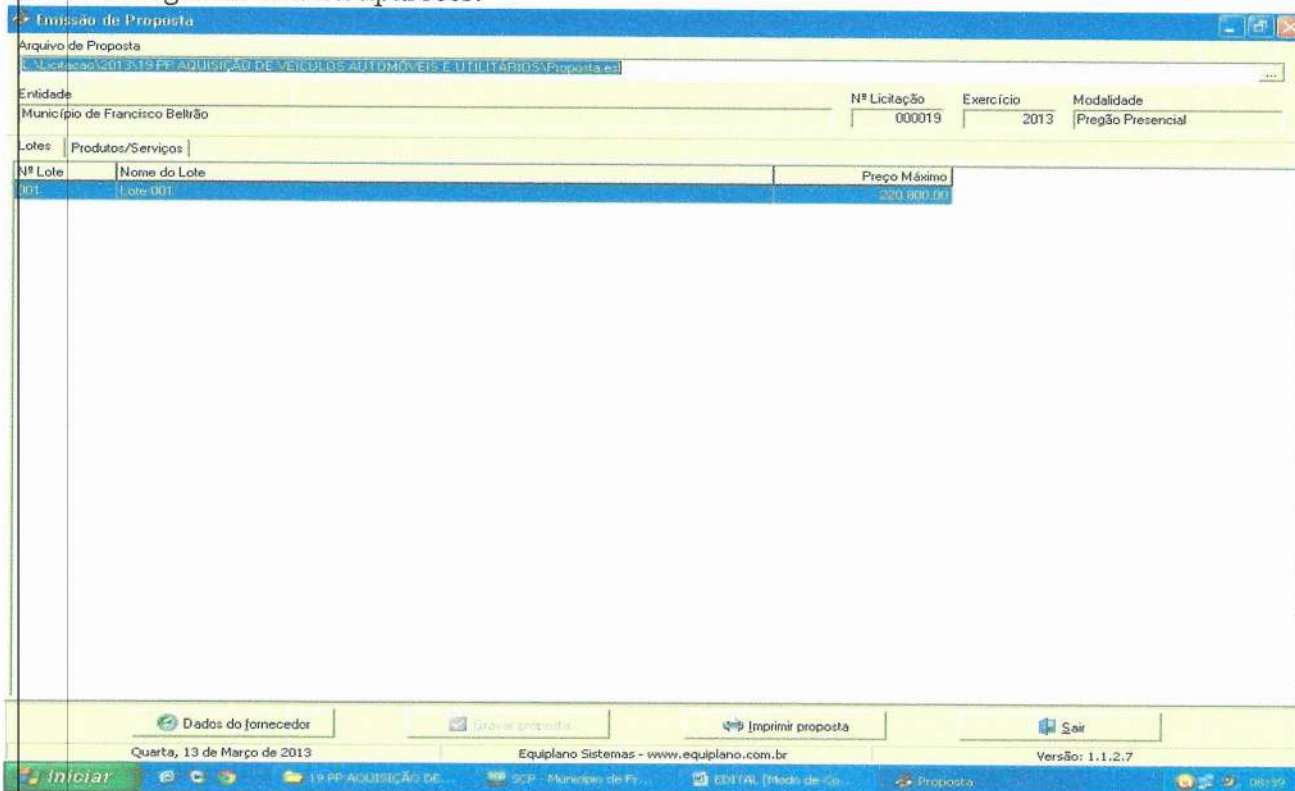 Emissão de Proposta
Arquivo de Proposta
\Licitacao\2013\19 PP AQUISIÇÃO DE VEICULOS AUTOMÓVEIS E UTILITÁRIOS\Proposta.esl
...
Entidade
Nº Licitação Exercício Modalidade
Município de Francisco Beltrão 000019 2013 Pregão Presencial
Lotes Produtos/Serviços
Nº Lote Nome do Lote Preço Máximo
001 Lote 001 220.800,00
Dados do fornecedor Gravar proposta Imprimir proposta Sair
Quarta, 13 de Março de 2013 Equiplano Sistemas - www.equiplano.com.br Versão: 1.1.2.7
Iniciar 19 PP AQUISIÇÃO DE... SCP - Município de Fr... EDITAL [Modo de Co... Proposta 08:39